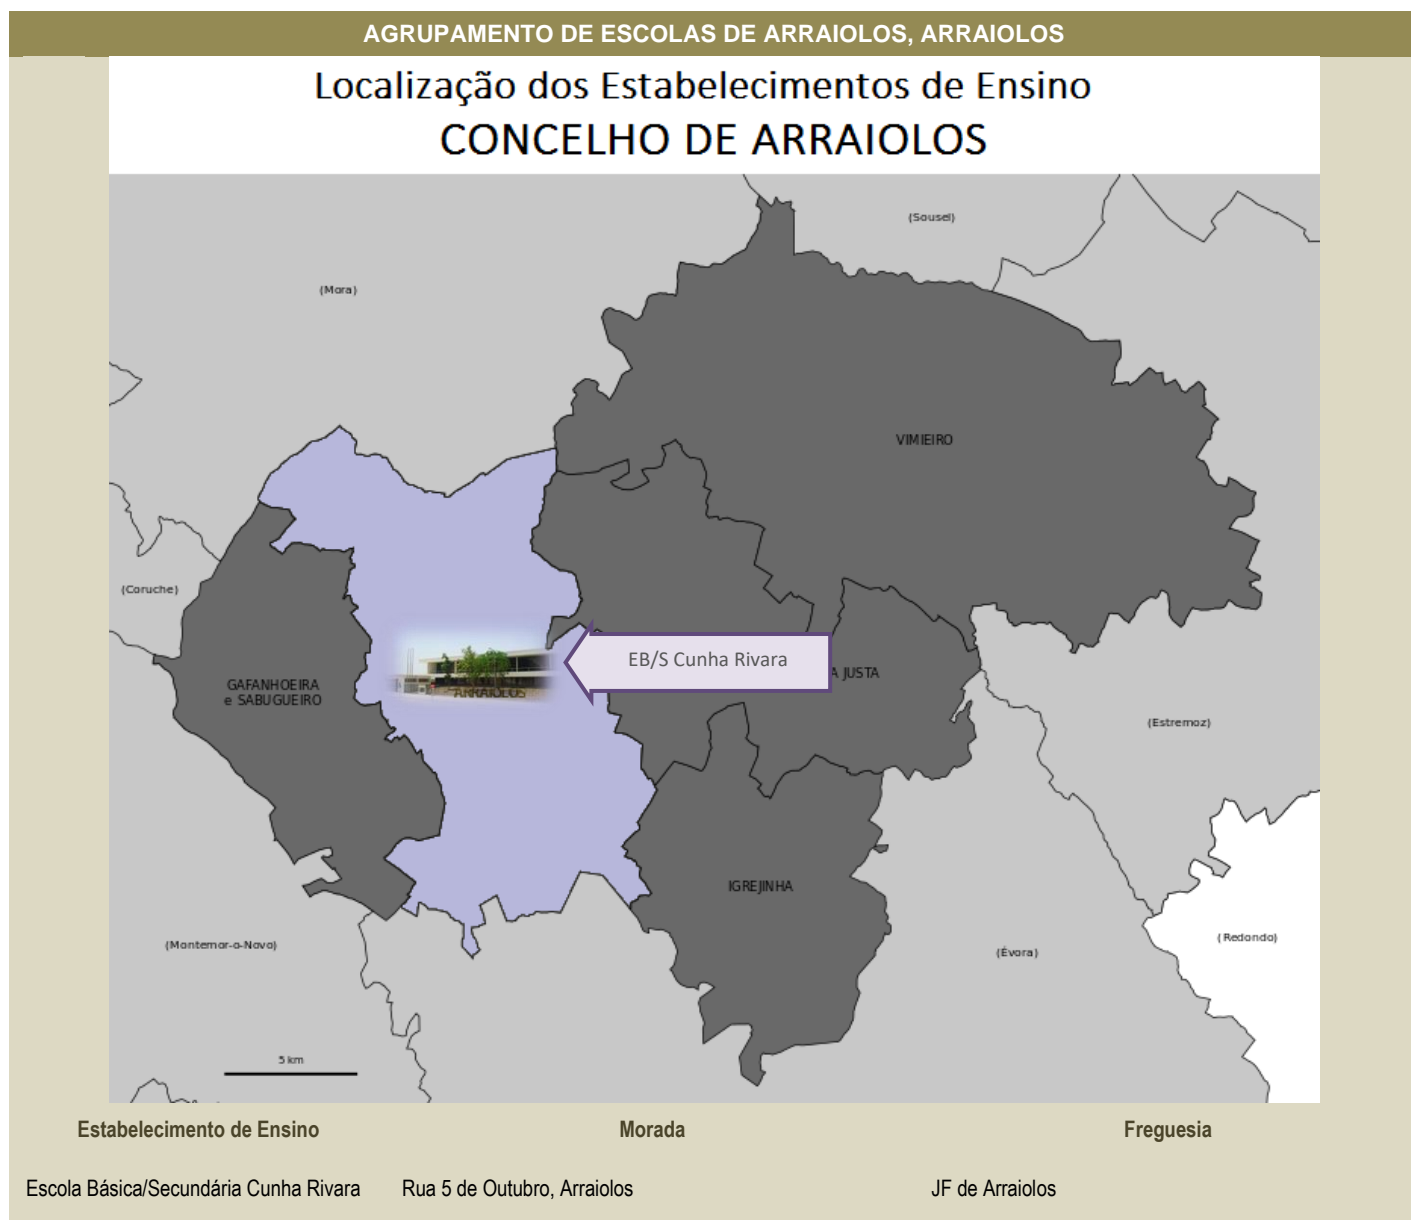 AGRUPAMENTO DE ESCOLAS DE ARRAIOLOS, ARRAIOLOS
Localização dos Estabelecimentos de Ensino
CONCELHO DE ARRAIOLOS
(Sousel)
(Mora)
VIMIEIRO
(Coruche)
EB/S Cunha Rivara
A JUSTA
GAFANHOEIRA
e SABUGUEIRO
ARRAIOLOS
(Estremoz)
IGREJINHA
(Redondo)
(Montemor-o-Novo)
(Évora)
5 km
Estabelecimento de Ensino Morada Freguesia
Escola Básica/Secundária Cunha Rivara Rua 5 de Outubro, Arraiolos JF de Arraiolos